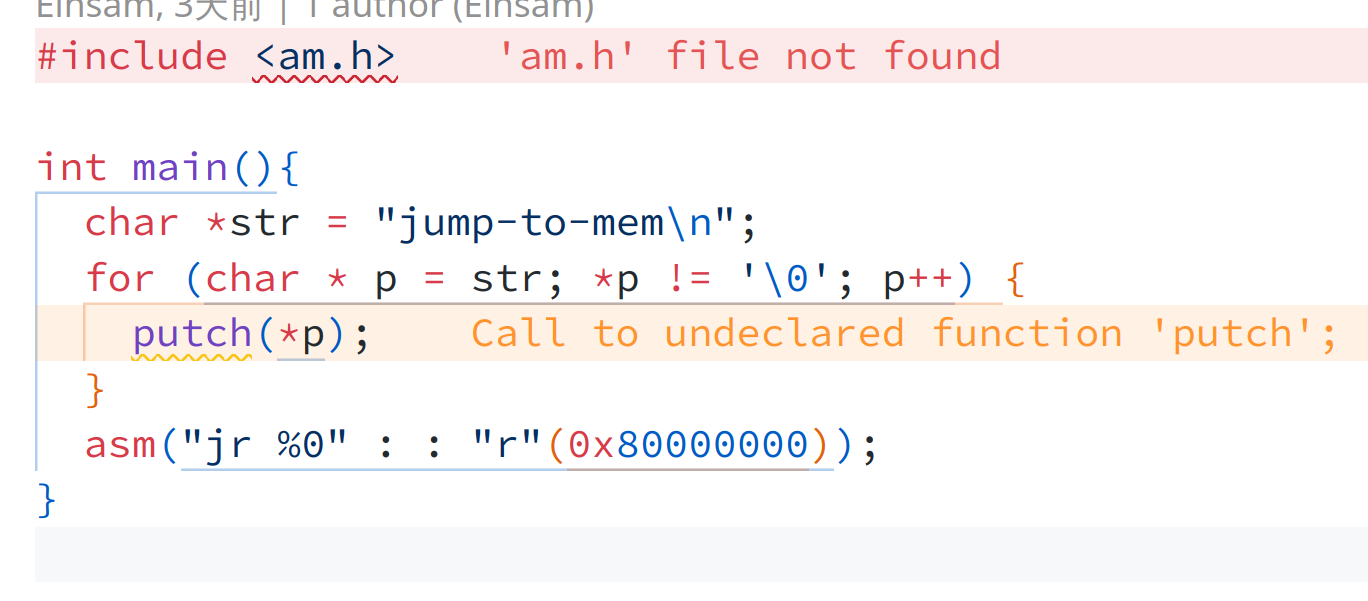 Einsam, 3天前 | 1 author (Einsam)
#include <am.h> 'am.h' file not found
int main(){
char *str = "jump-to-mem\n";
for (char * p = str; *p != '\0'; p++) {
putch(*p); Call to undeclared function 'putch';
}
asm("jr %0" : : "r"(0x80000000));
}